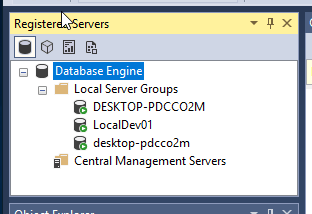 Registered Servers
Database Engine
Local Server Groups
DESKTOP-PDCCO2M
LocalDev01
desktop-pdcco2m
Central Management Servers
Object Explorer